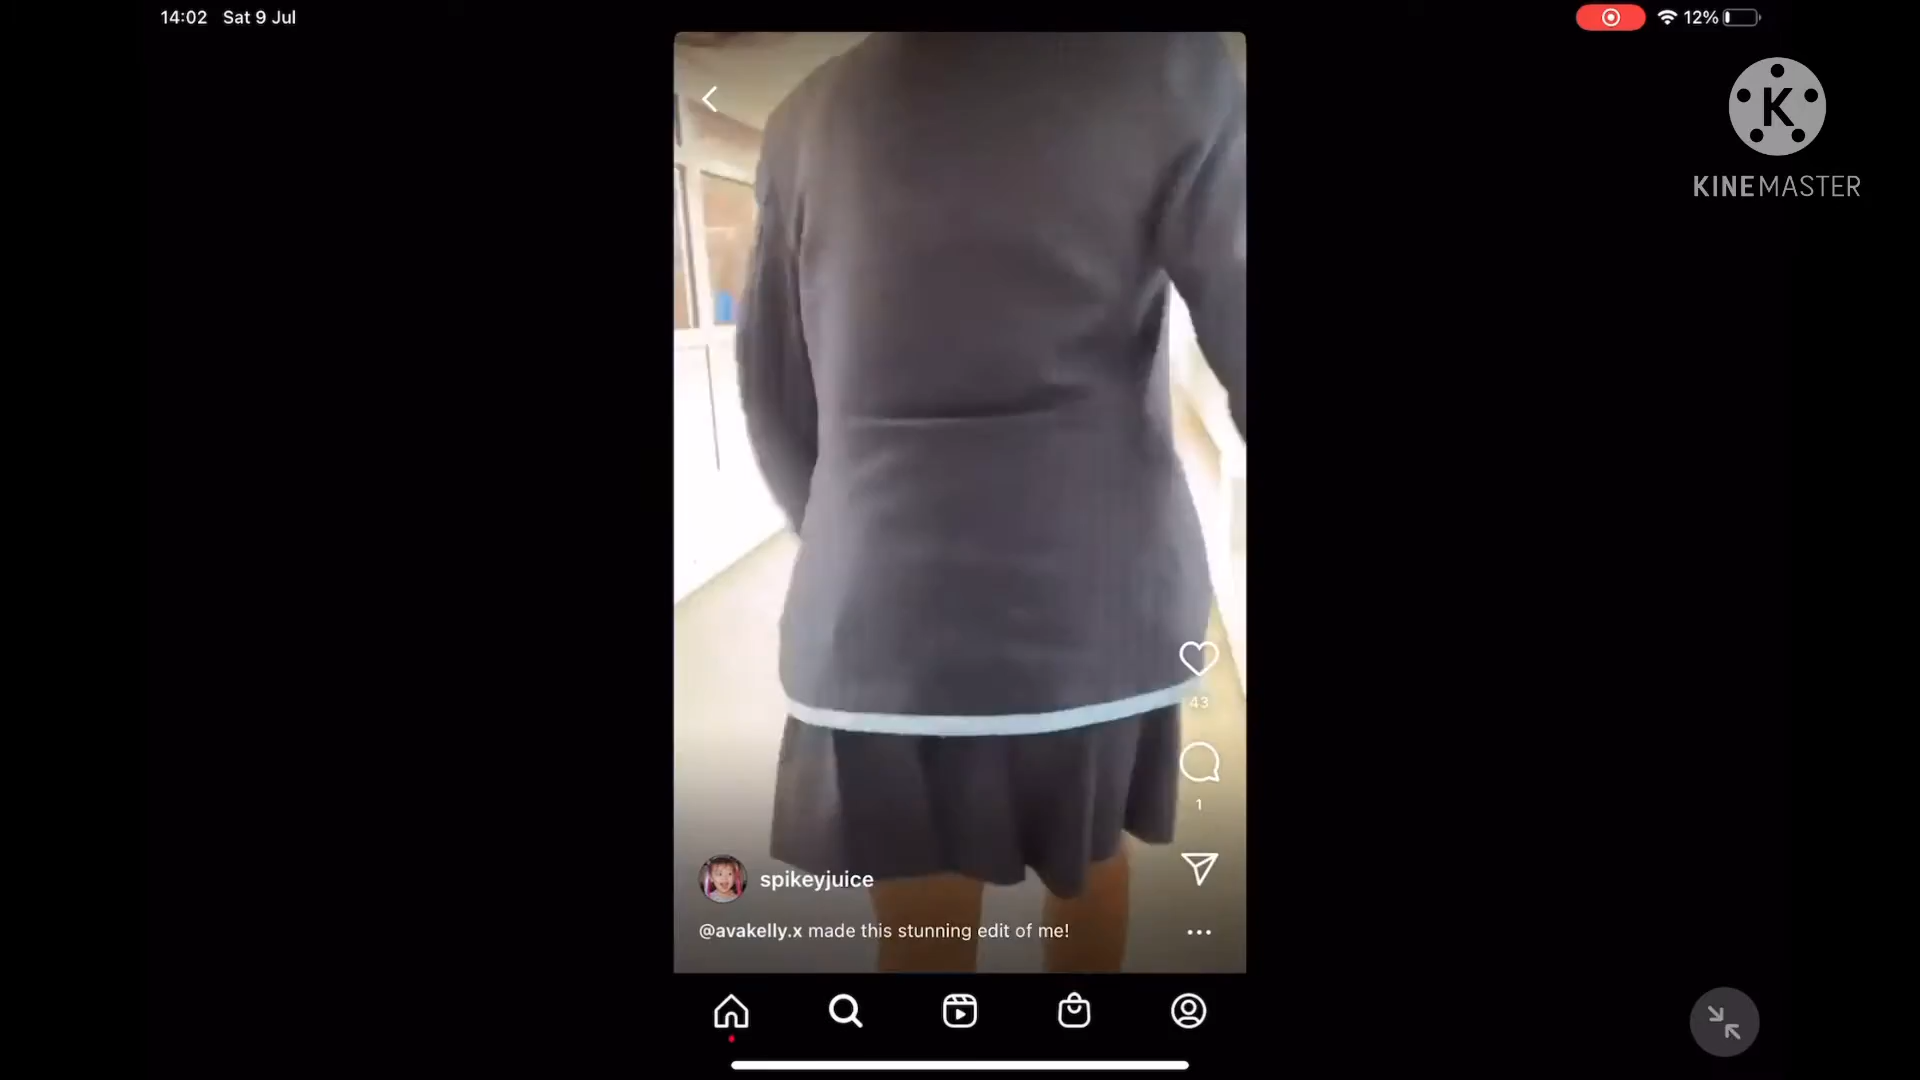 14:02 Sat 9 Jul
12%
K
KINEMASTER
43
1
spikeyjuice
@avakelly.x made this stunning edit of me!